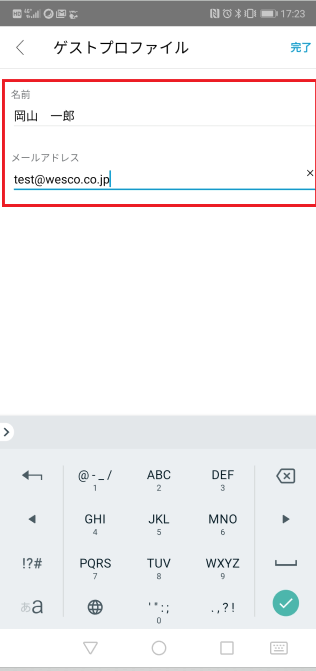 17:23
ゲストプロファイル
完了
名前
岡山 一郎
メールアドレス
test@wesco.co.jp
@-_/ ABC DEF
1 2 3
GHI JKL MNO
4 5 6
!?# PQRS TUV WXYZ
7 8 9
あa '":; .,?!
0